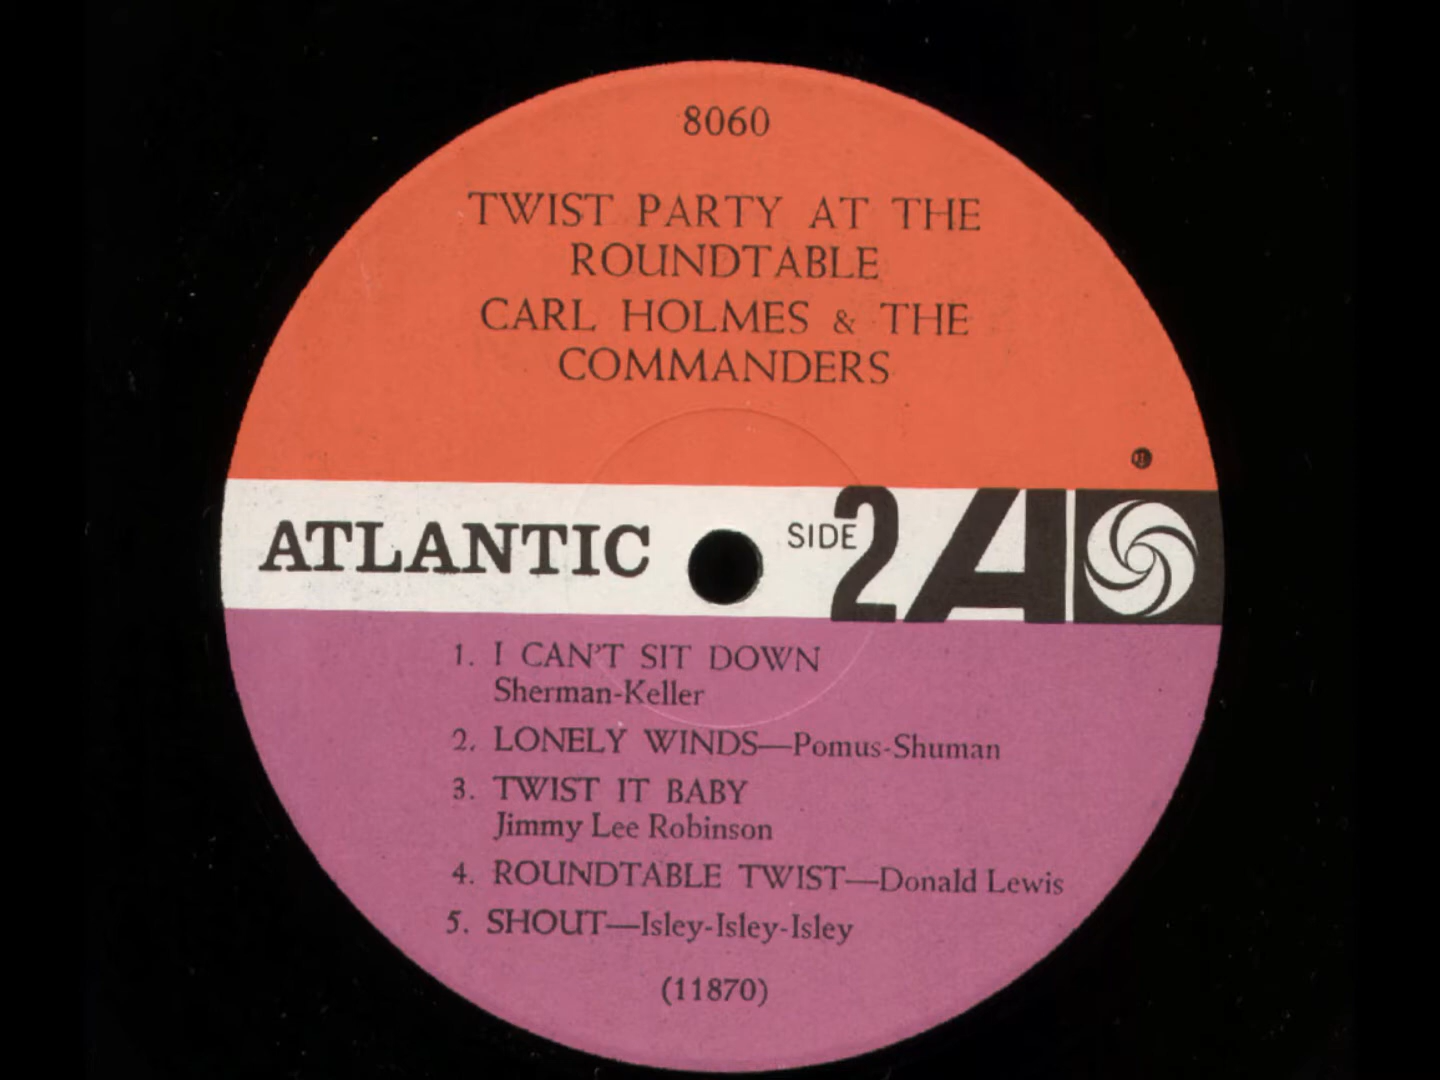 8060
TWIST PARTY AT THE
ROUNDTABLE
CARL HOLMES & THE
COMMANDERS
ATLANTIC
SIDE 2 A
1. I CAN'T SIT DOWN
Sherman-Keller
2. LONELY WINDS—Pomus-Shuman
3. TWIST IT BABY
Jimmy Lee Robinson
4. ROUNDTABLE TWIST—Donald Lewis
5. SHOUT—Isley-Isley-Isley
(11870)